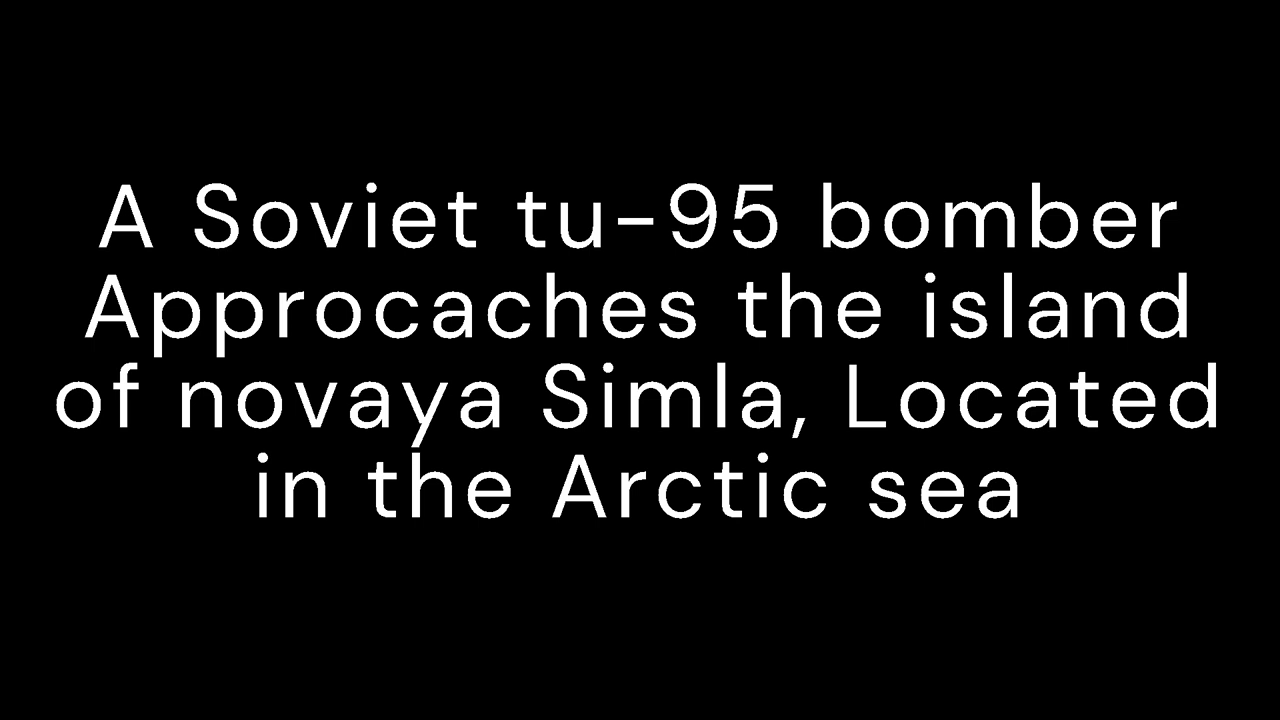 A Soviet tu-95 bomber
Approcaches the island
of novaya Simla, Located
in the Arctic sea